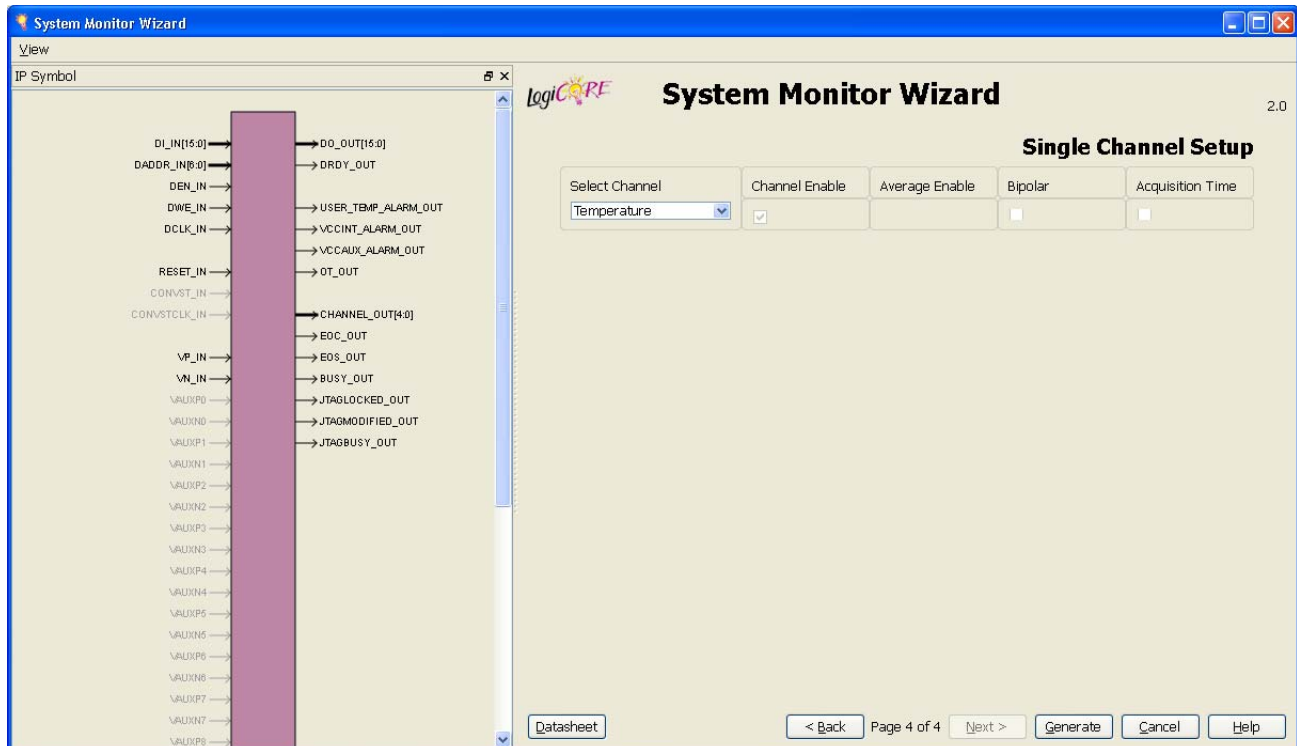 System Monitor Wizard
View
IP Symbol
DI_IN[15:0]
DADDR_IN[6:0]
DEN_IN
DWE_IN
DCLK_IN
RESET_IN
CONVST_IN
CONVSTCLK_IN
VP_IN
VN_IN
VAUXP0
VAUXN0
VAUXP1
VAUXN1
VAUXP2
VAUXN2
VAUXP3
VAUXN3
VAUXP4
VAUXN4
VAUXP5
VAUXN5
VAUXP6
VAUXN6
VAUXP7
VAUXN7
VAUXP8
DO_OUT[15:0]
DRDY_OUT
USER_TEMP_ALARM_OUT
VCCINT_ALARM_OUT
VCCAUX_ALARM_OUT
OT_OUT
CHANNEL_OUT[4:0]
EOC_OUT
EOS_OUT
BUSY_OUT
JTAGLOCKED_OUT
JTAGMODIFIED_OUT
JTAGBUSY_OUT
LogiCORE
System Monitor Wizard
2.0
Single Channel Setup
Select Channel Channel Enable Average Enable Bipolar Acquisition Time
Temperature
Datasheet < Back Page 4 of 4 Next > Generate Cancel Help